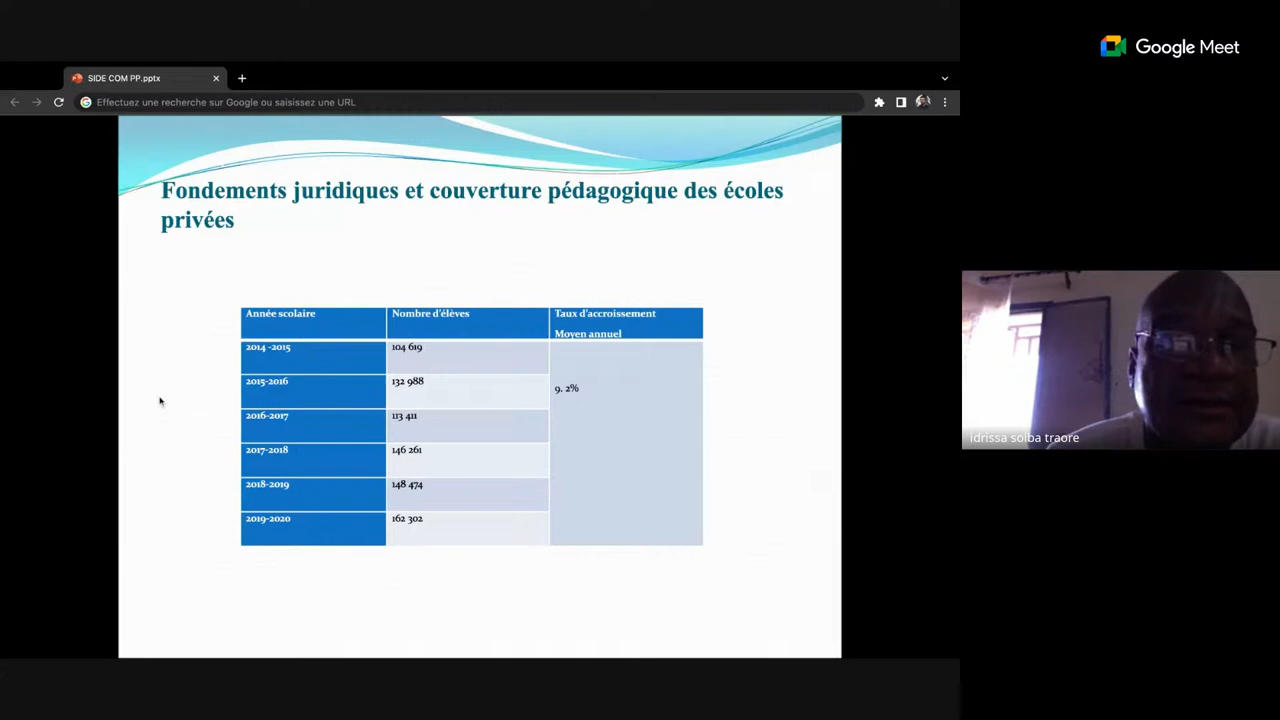 Google Meet
SIDE COM PP.pptx
Effectuez une recherche sur Google ou saisissez une URL
Fondements juridiques et couverture pédagogique des écoles
privées
Année scolaire Nombre d'élèves Taux d'accroissement
Moyen annuel
2014 -2015 104 619
2015-2016 132 988 9. 2%
2016-2017 113 411
2017-2018 146 261
2018-2019 148 474
2019-2020 162 302
idrissa soiba traore